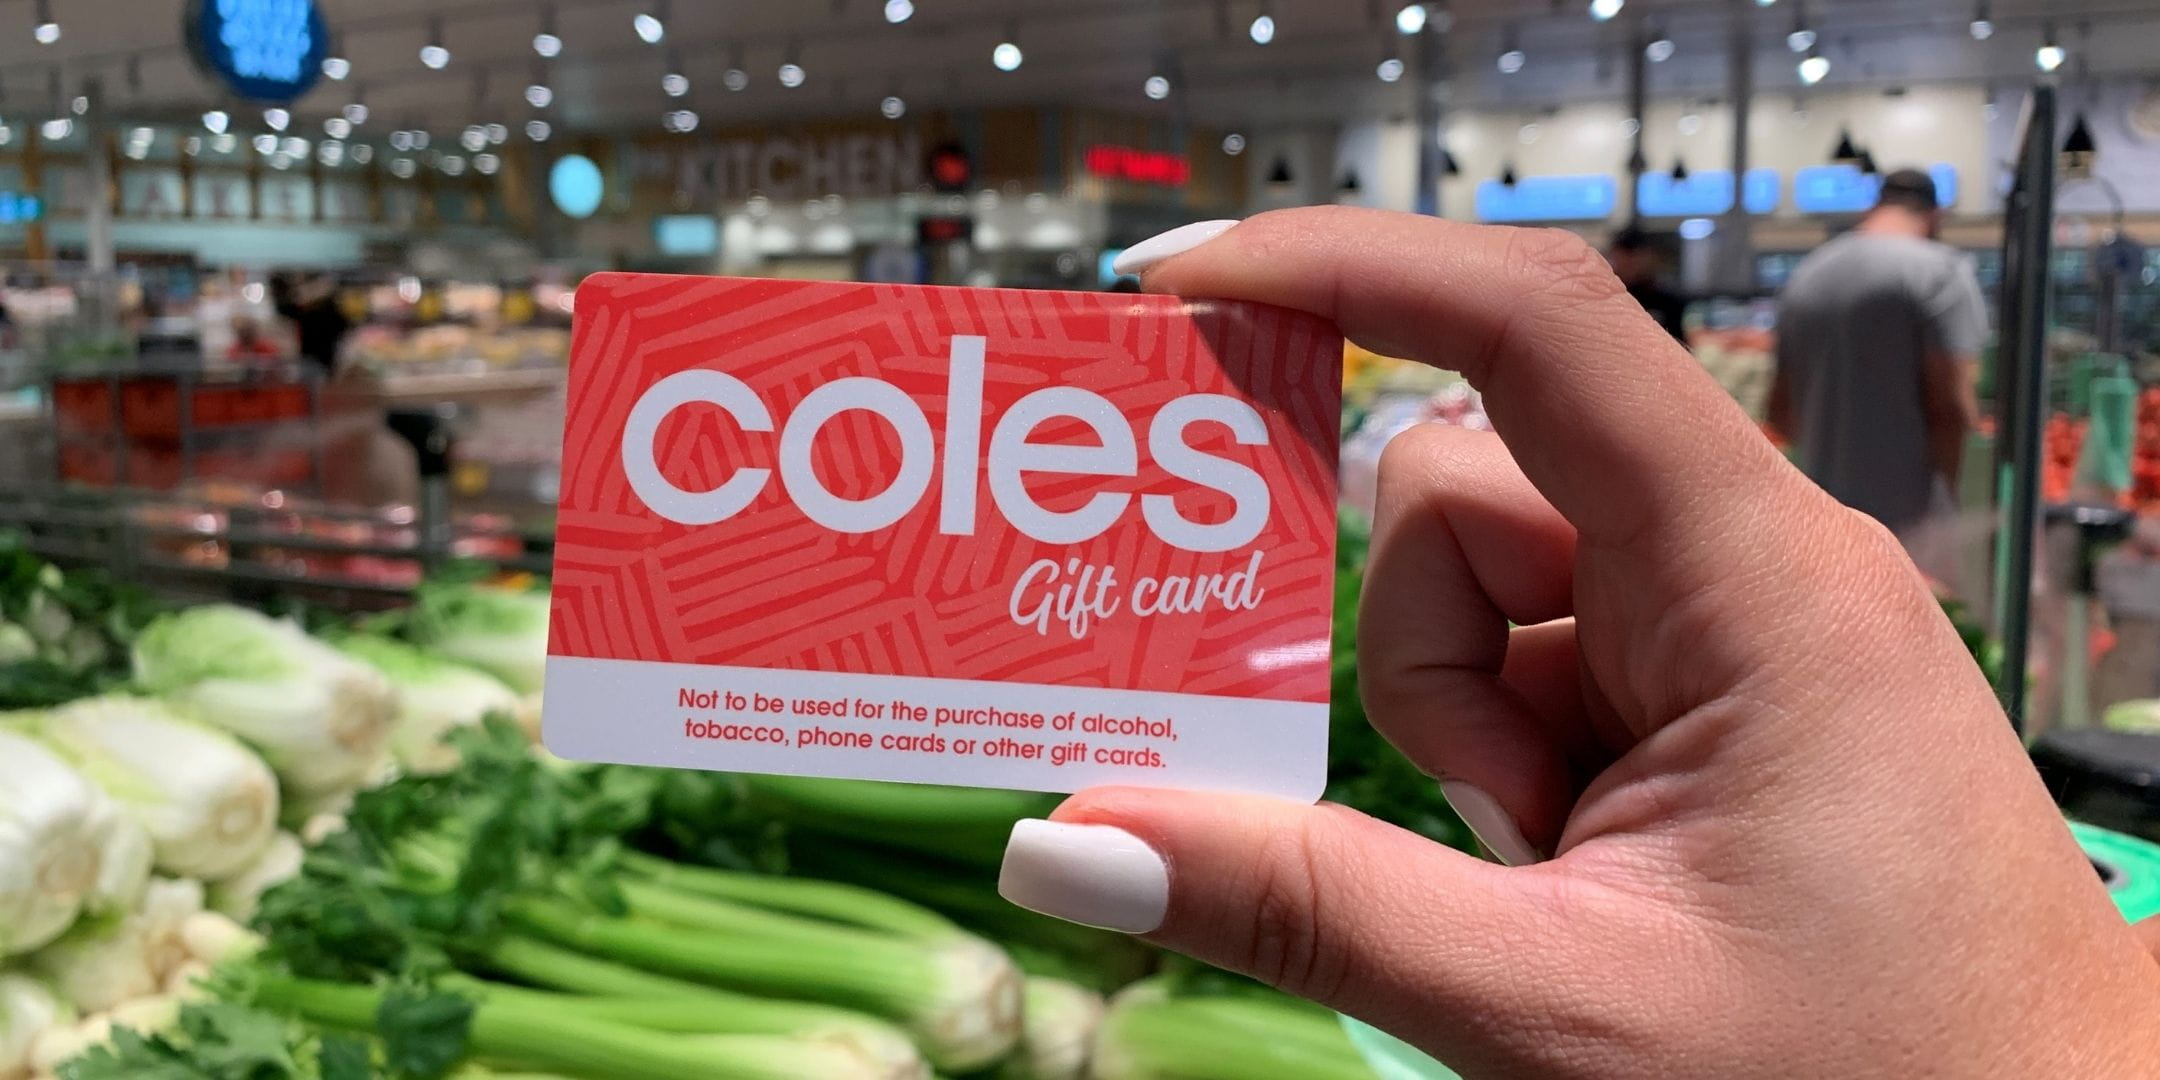 KITCHEN
coles
Gift card
Not to be used for the purchase of alcohol,
tobacco, phone cards or other gift cards.